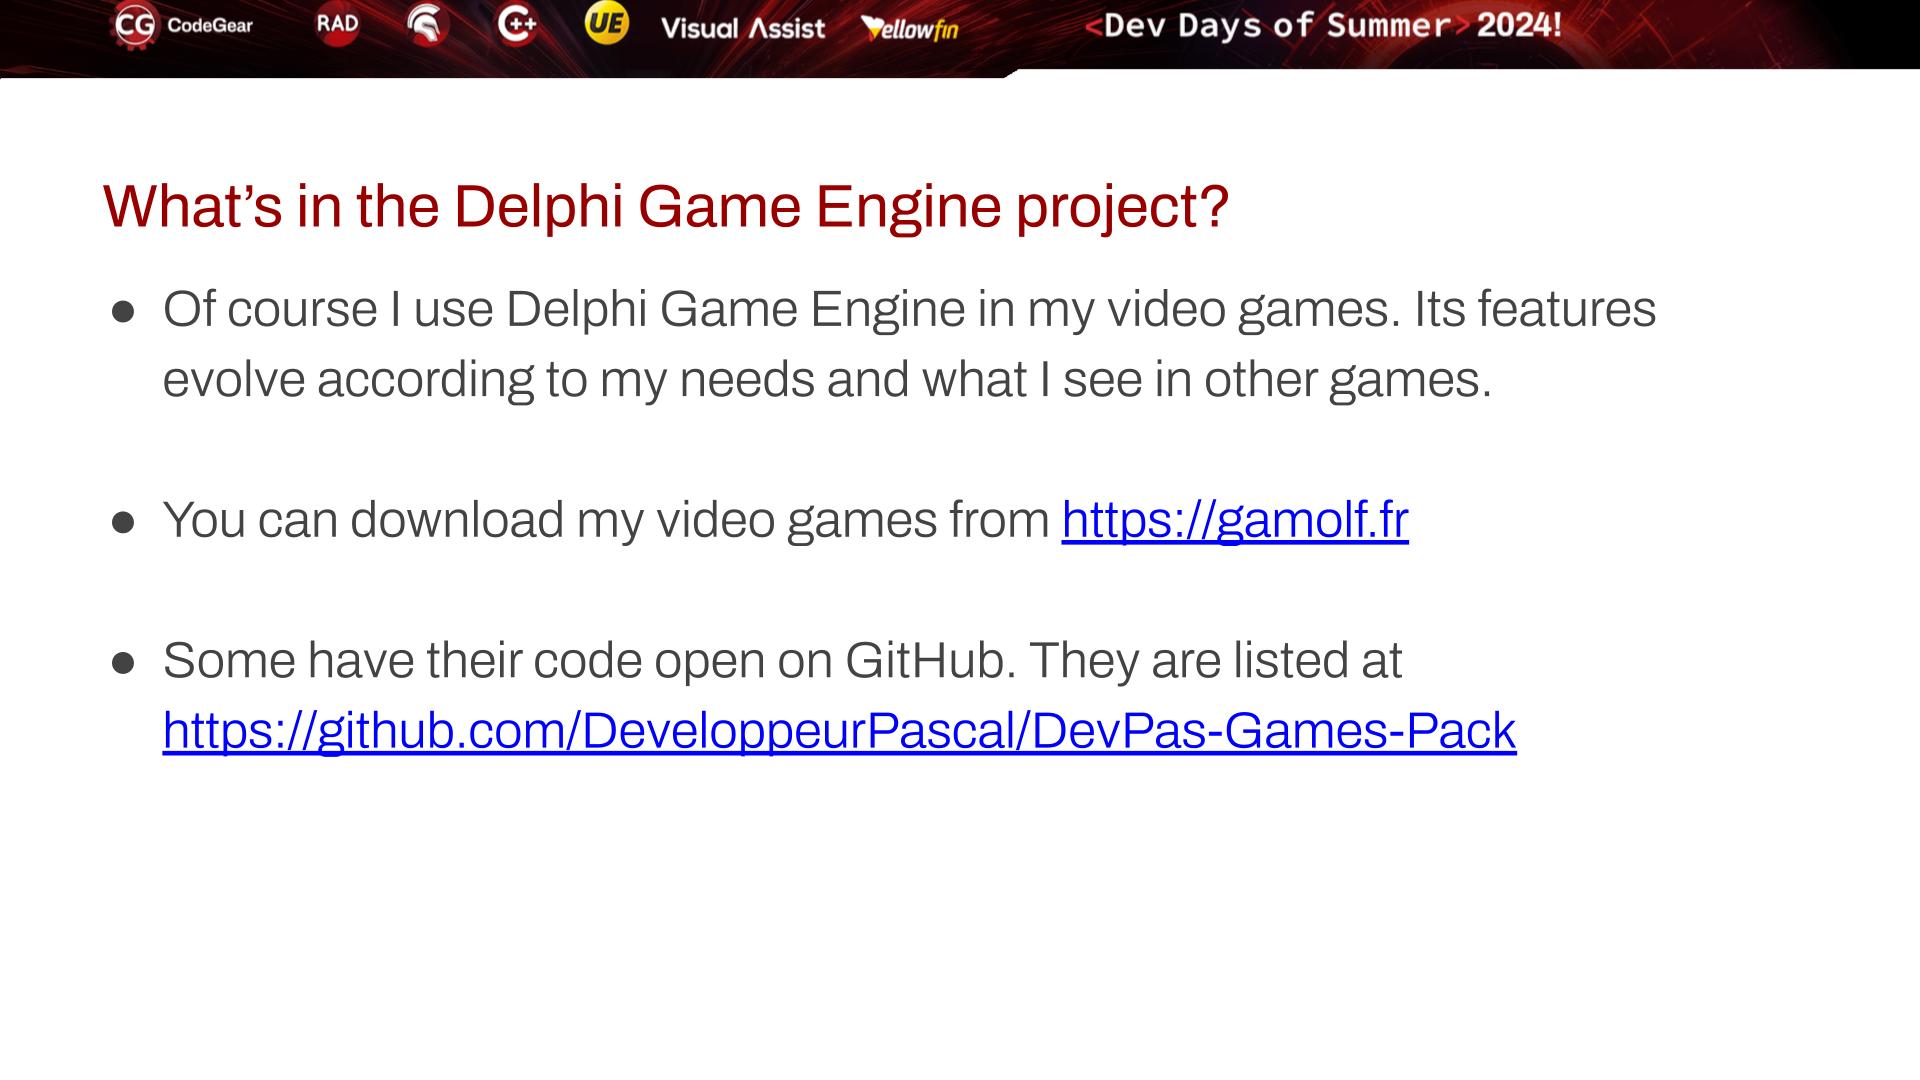 CG CodeGear RAD C++ UE Visual Assist Yellowfin <Dev Days of Summer> 2024!
What’s in the Delphi Game Engine project?
● Of course I use Delphi Game Engine in my video games. Its features
evolve according to my needs and what I see in other games.
● You can download my video games from https://gamolf.fr
● Some have their code open on GitHub. They are listed at
https://github.com/DeveloppeurPascal/DevPas-Games-Pack